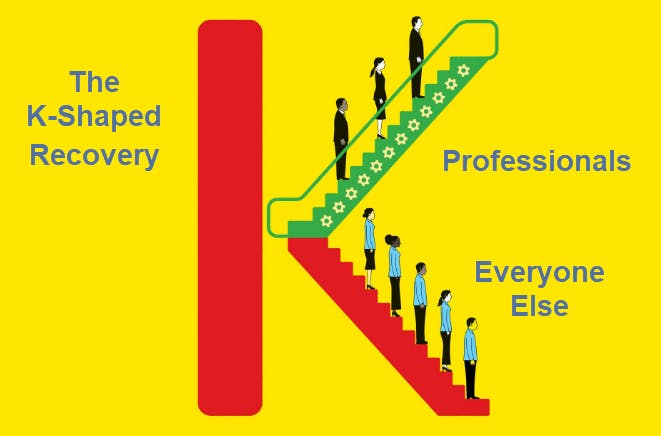 The
K-Shaped
Recovery
Professionals
Everyone
Else